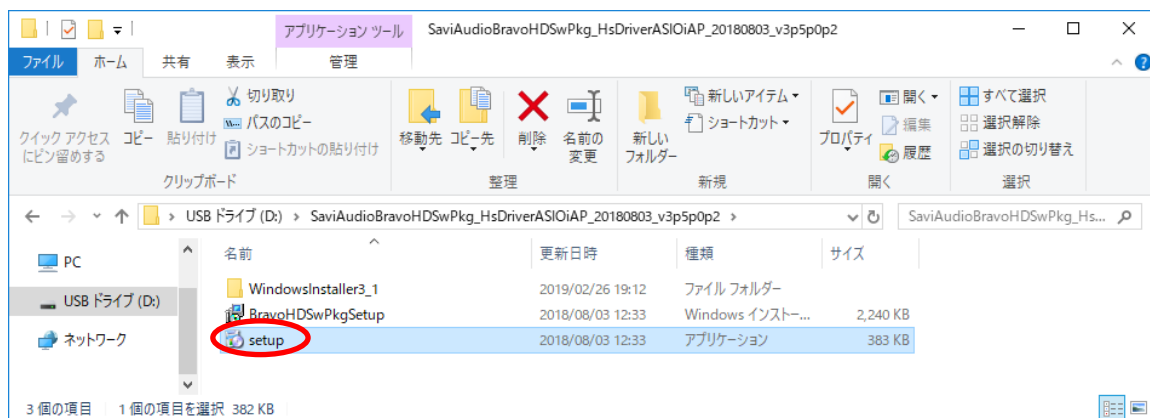 アプリケーション ツール
SaviAudioBravoHDSwPkg_HsDriverASIOiAP_20180803_v3p5p0p2
ファイル ホーム 共有 表示 管理
クイック アクセス
にピン留めする
コピー
貼り付け
切り取り
パスのコピー
ショートカットの貼り付け
クリップボード
移動先
コピー先
削除
名前の
変更
整理
新しい
フォルダー
新しいアイテム
ショートカット
新規
プロパティ
開く
編集
履歴
開く
すべて選択
選択解除
選択の切り替え
選択
USB ドライブ (D:) › SaviAudioBravoHDSwPkg_HsDriverASIOiAP_20180803_v3p5p0p2 ›
SaviAudioBravoHDSwPkg_Hs...
PC
USB ドライブ (D:)
ネットワーク
名前 更新日時 種類 サイズ
WindowsInstaller3_1 2019/02/26 19:12 ファイル フォルダー
BravoHDSwPkgSetup 2018/08/03 12:33 Windows インストー... 2,240 KB
setup 2018/08/03 12:33 アプリケーション 383 KB
3 個の項目 1 個の項目を選択 382 KB